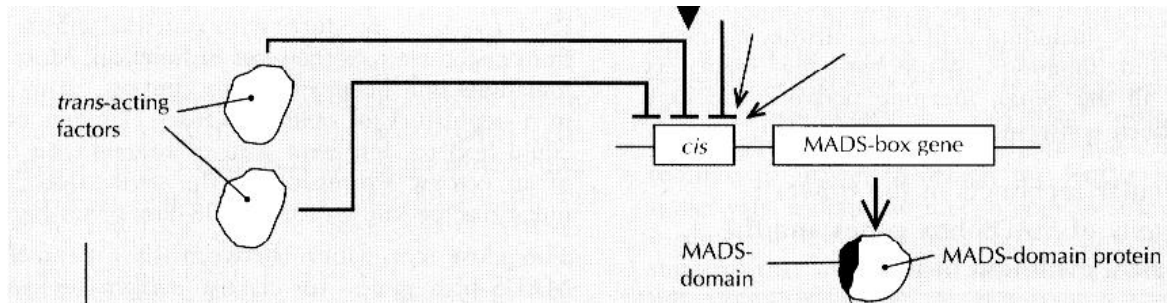 trans-acting
factors
cis
MADS-box gene
MADS-
domain
MADS-domain protein